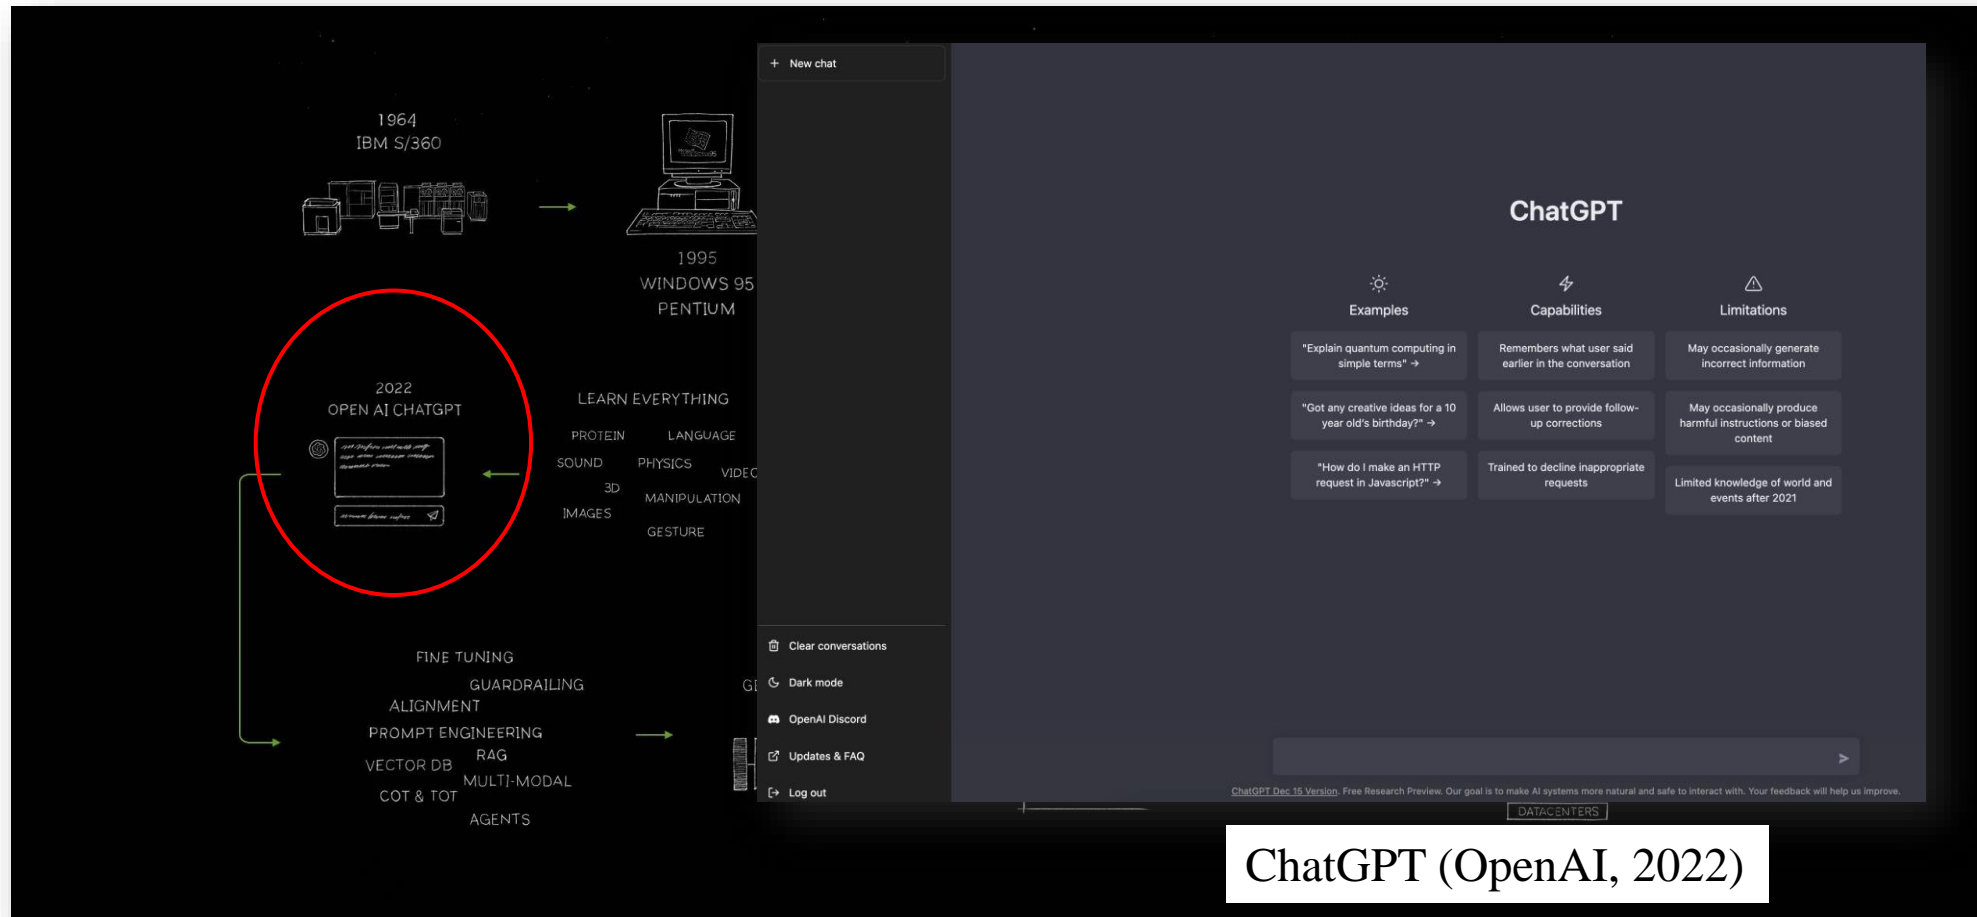 1964
IBM S/360
1995
WINDOWS 95
PENTIUM
2022
OPEN AI CHATGPT
LEARN EVERYTHING
PROTEIN LANGUAGE
SOUND PHYSICS
3D
MANIPULATION
IMAGES
GESTURE
FINE TUNING
GUARDRAILING
ALIGNMENT
PROMPT ENGINEERING
RAG
VECTOR DB
MULTI-MODAL
COT & TOT
AGENTS
+ New chat
Clear conversations
Dark mode
OpenAI Discord
Updates & FAQ
Log out
ChatGPT
Examples
"Explain quantum computing in
simple terms" →
"Got any creative ideas for a 10
year old's birthday?" →
"How do I make an HTTP
request in Javascript?" →
Capabilities
Remembers what user said
earlier in the conversation
Allows user to provide follow-
up corrections
Trained to decline inappropriate
requests
Limitations
May occasionally generate
incorrect information
May occasionally produce
harmful instructions or biased
content
Limited knowledge of world and
events after 2021
ChatGPT Dec 15 Version. Free Research Preview. Our goal is to make AI systems more natural and safe to interact with. Your feedback will help us improve.
DATACENTERS
ChatGPT (OpenAI, 2022)